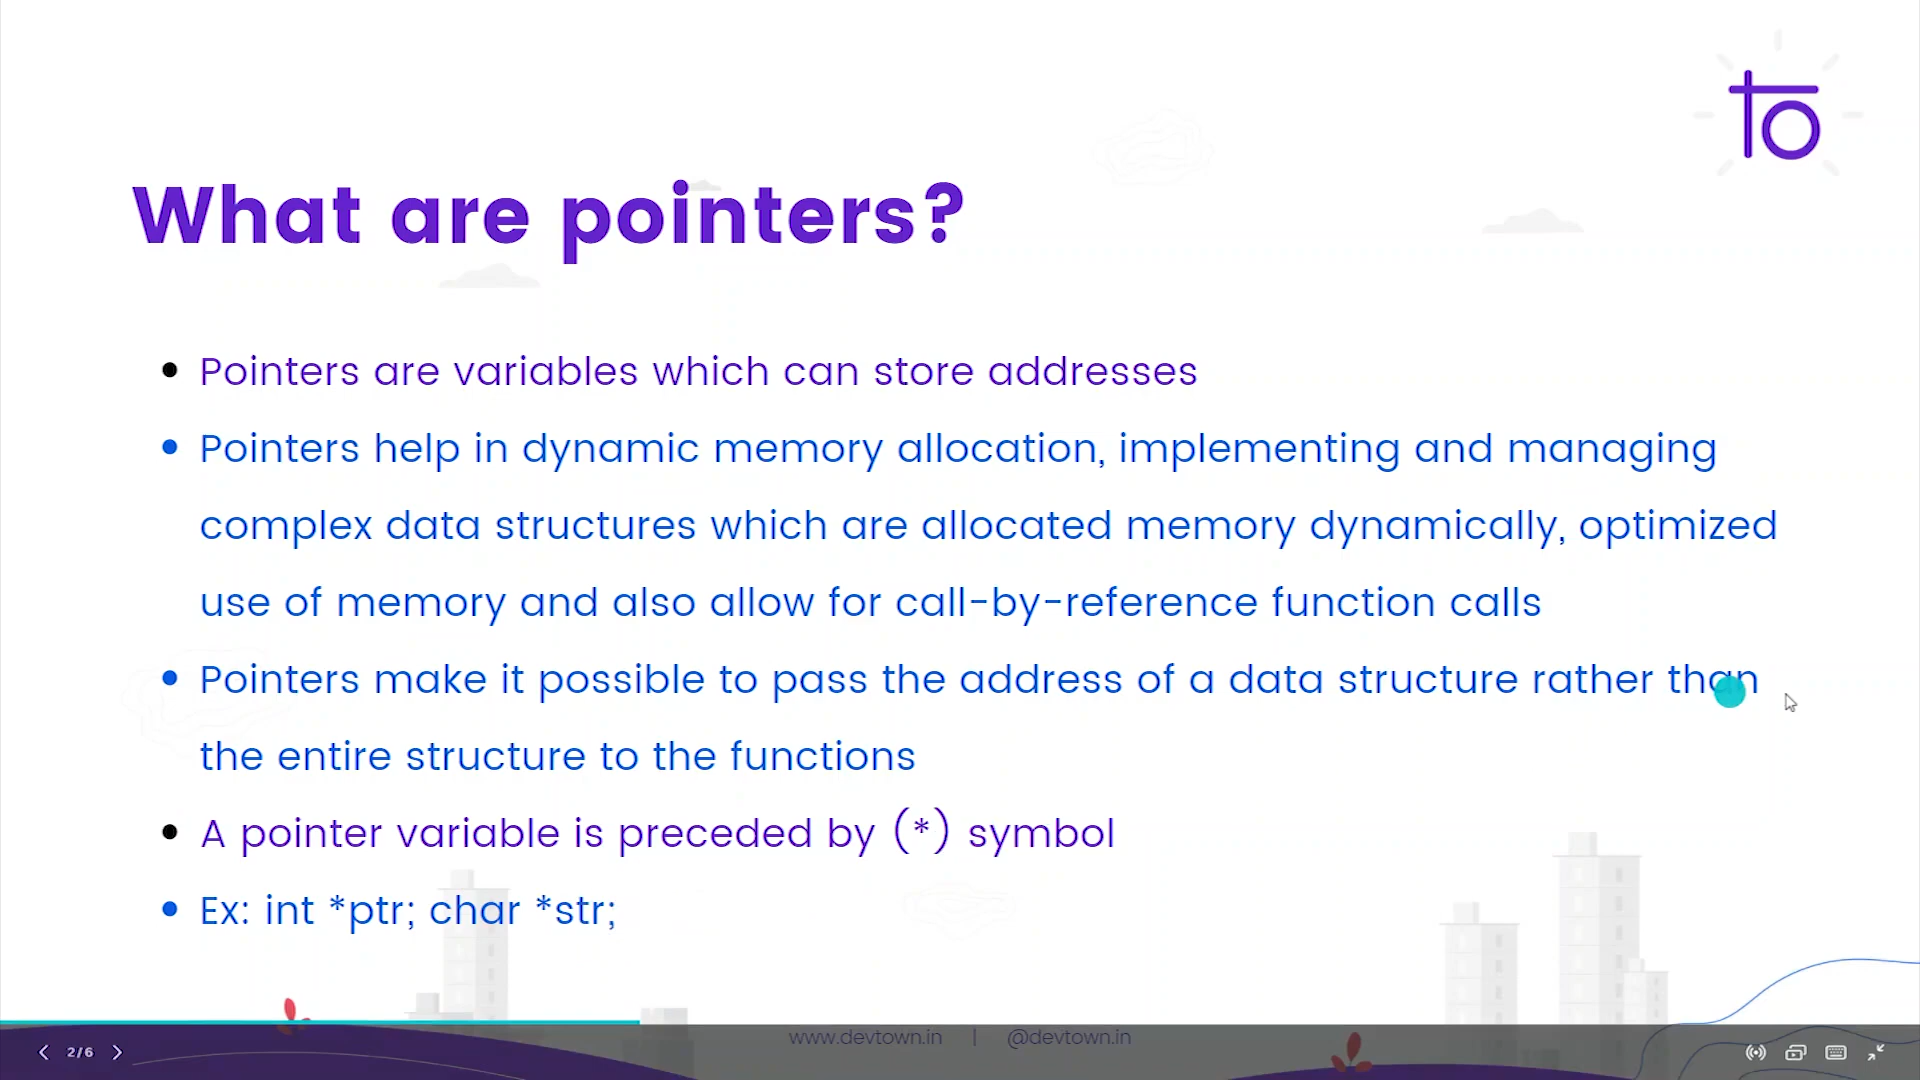 to
What are pointers?
• Pointers are variables which can store addresses
• Pointers help in dynamic memory allocation, implementing and managing
complex data structures which are allocated memory dynamically, optimized
use of memory and also allow for call-by-reference function calls
• Pointers make it possible to pass the address of a data structure rather than
the entire structure to the functions
• A pointer variable is preceded by (*) symbol
• Ex: int *ptr; char *str;
www.devtown.in | @devtown.in
2/6